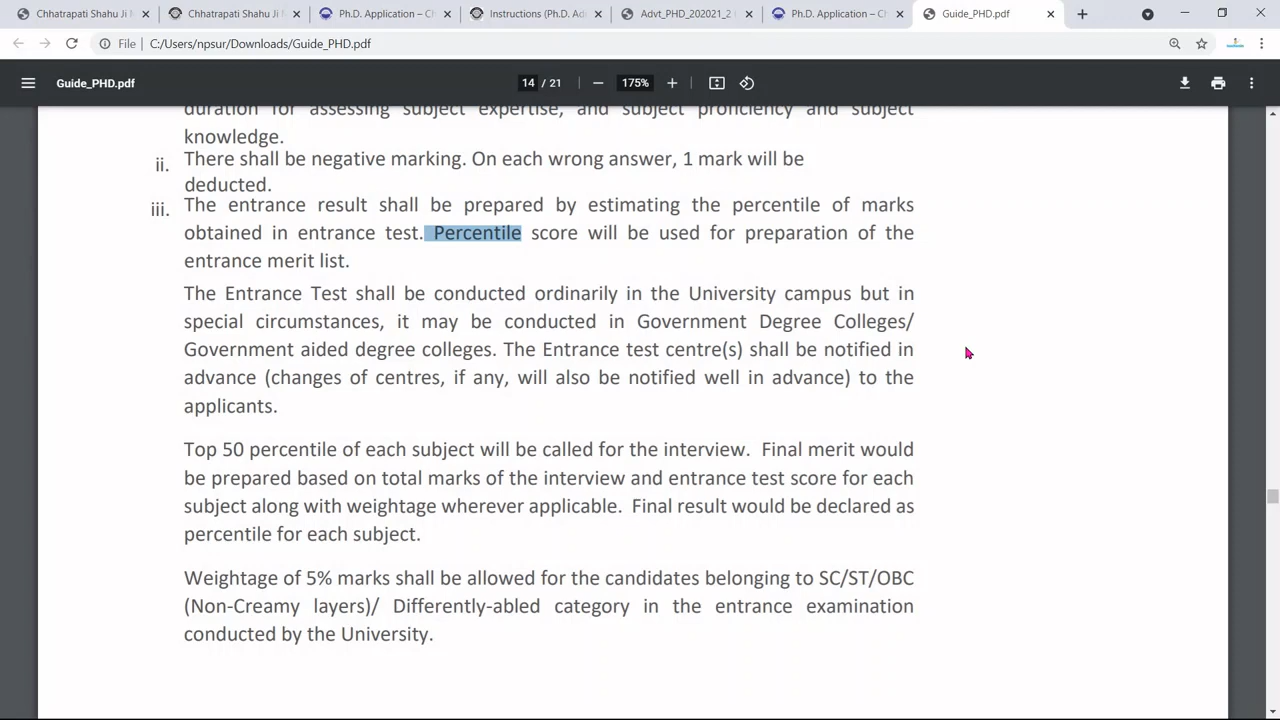 Chhatrapati Shahu Ji M
Chhatrapati Shahu Ji M
Ph.D. Application – Ch
Instructions (Ph.D. Adm
Advt_PHD_202021_2 (
Ph.D. Application – Ch
Guide_PHD.pdf
File
C:/Users/npsur/Downloads/Guide_PHD.pdf
Guide_PHD.pdf
14 / 21
175%
duration for assessing subject expertise, and subject proficiency and subject
knowledge.
ii. There shall be negative marking. On each wrong answer, 1 mark will be
deducted.
iii. The entrance result shall be prepared by estimating the percentile of marks
obtained in entrance test. Percentile score will be used for preparation of the
entrance merit list.
The Entrance Test shall be conducted ordinarily in the University campus but in
special circumstances, it may be conducted in Government Degree Colleges/
Government aided degree colleges. The Entrance test centre(s) shall be notified in
advance (changes of centres, if any, will also be notified well in advance) to the
applicants.
Top 50 percentile of each subject will be called for the interview. Final merit would
be prepared based on total marks of the interview and entrance test score for each
subject along with weightage wherever applicable. Final result would be declared as
percentile for each subject.
Weightage of 5% marks shall be allowed for the candidates belonging to SC/ST/OBC
(Non-Creamy layers)/ Differently-abled category in the entrance examination
conducted by the University.